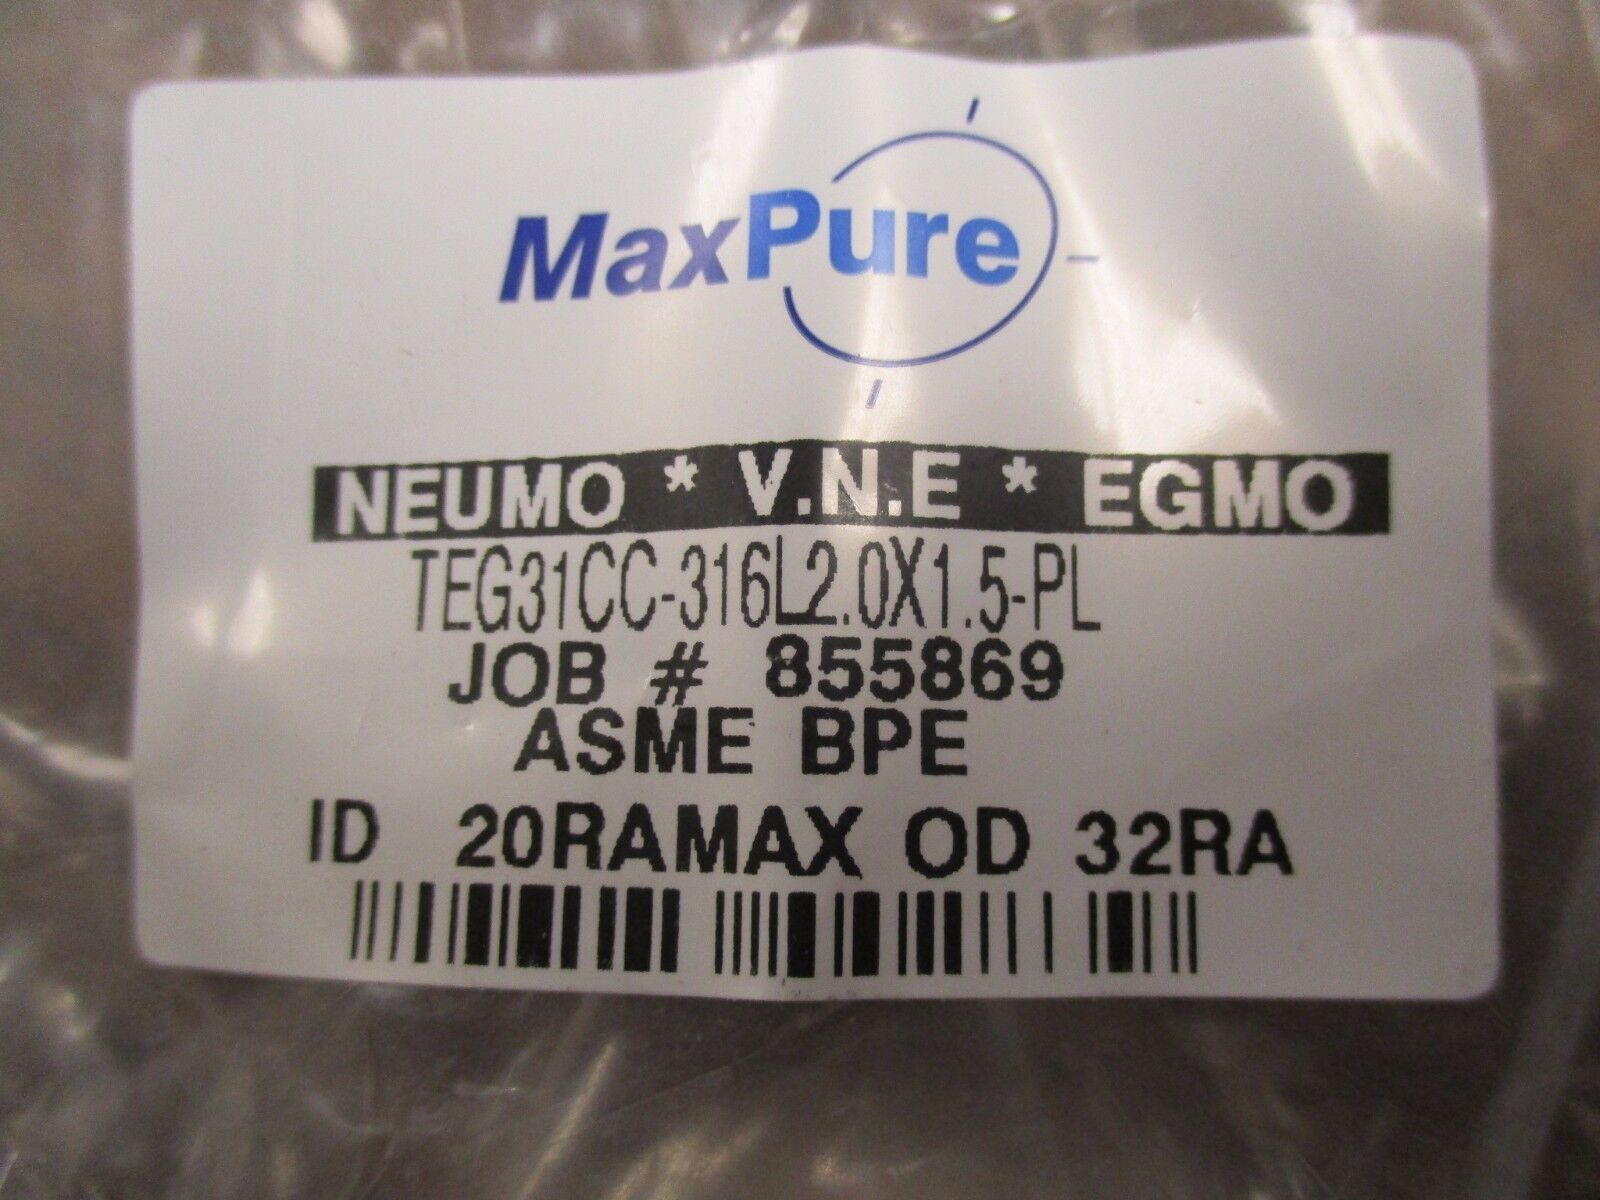 MaxPure
NEUMO * V.N.E * EGMO
TEG31CC-316L2.0X1.5-PL
JOB # 855869
ASME BPE
ID 20RAMAX OD 32RA